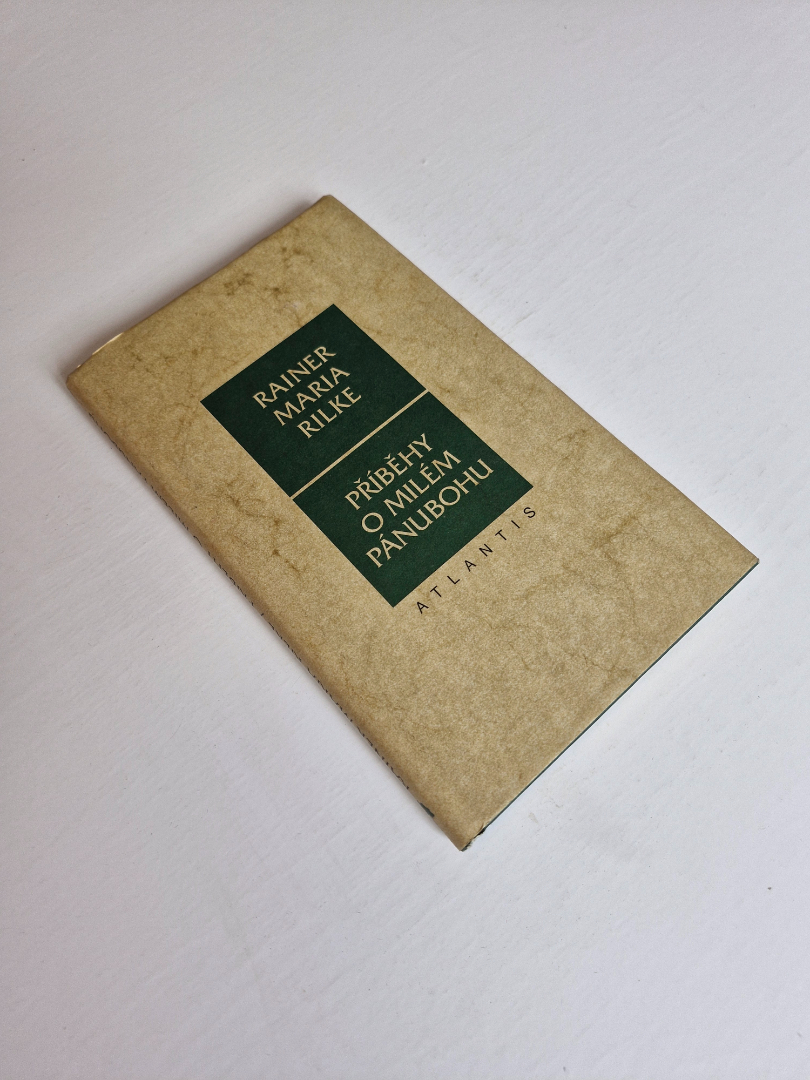 RAINER
MARIA
RILKE
PŘÍBĚHY
O MILÉM
PÁNUBOHU
ATLANTIS